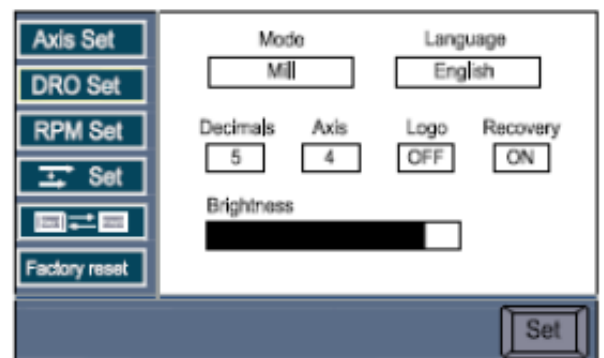 Axis Set
DRO Set
RPM Set
Set
Factory reset
Mode Language
Mill English
Decimals Axis Logo Recovery
5 4 OFF ON
Brightness
Set